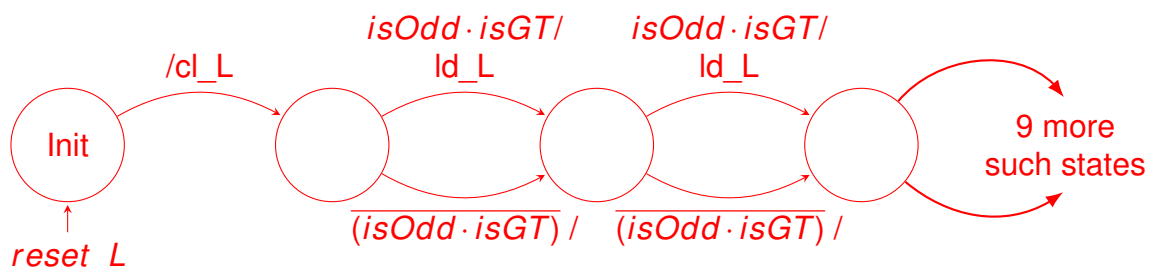 isOdd · isGT/
isOdd · isGT/
/cl_L
ld_L
ld_L
Init
9 more
such states
(isOdd · isGT) /
(isOdd · isGT) /
reset L